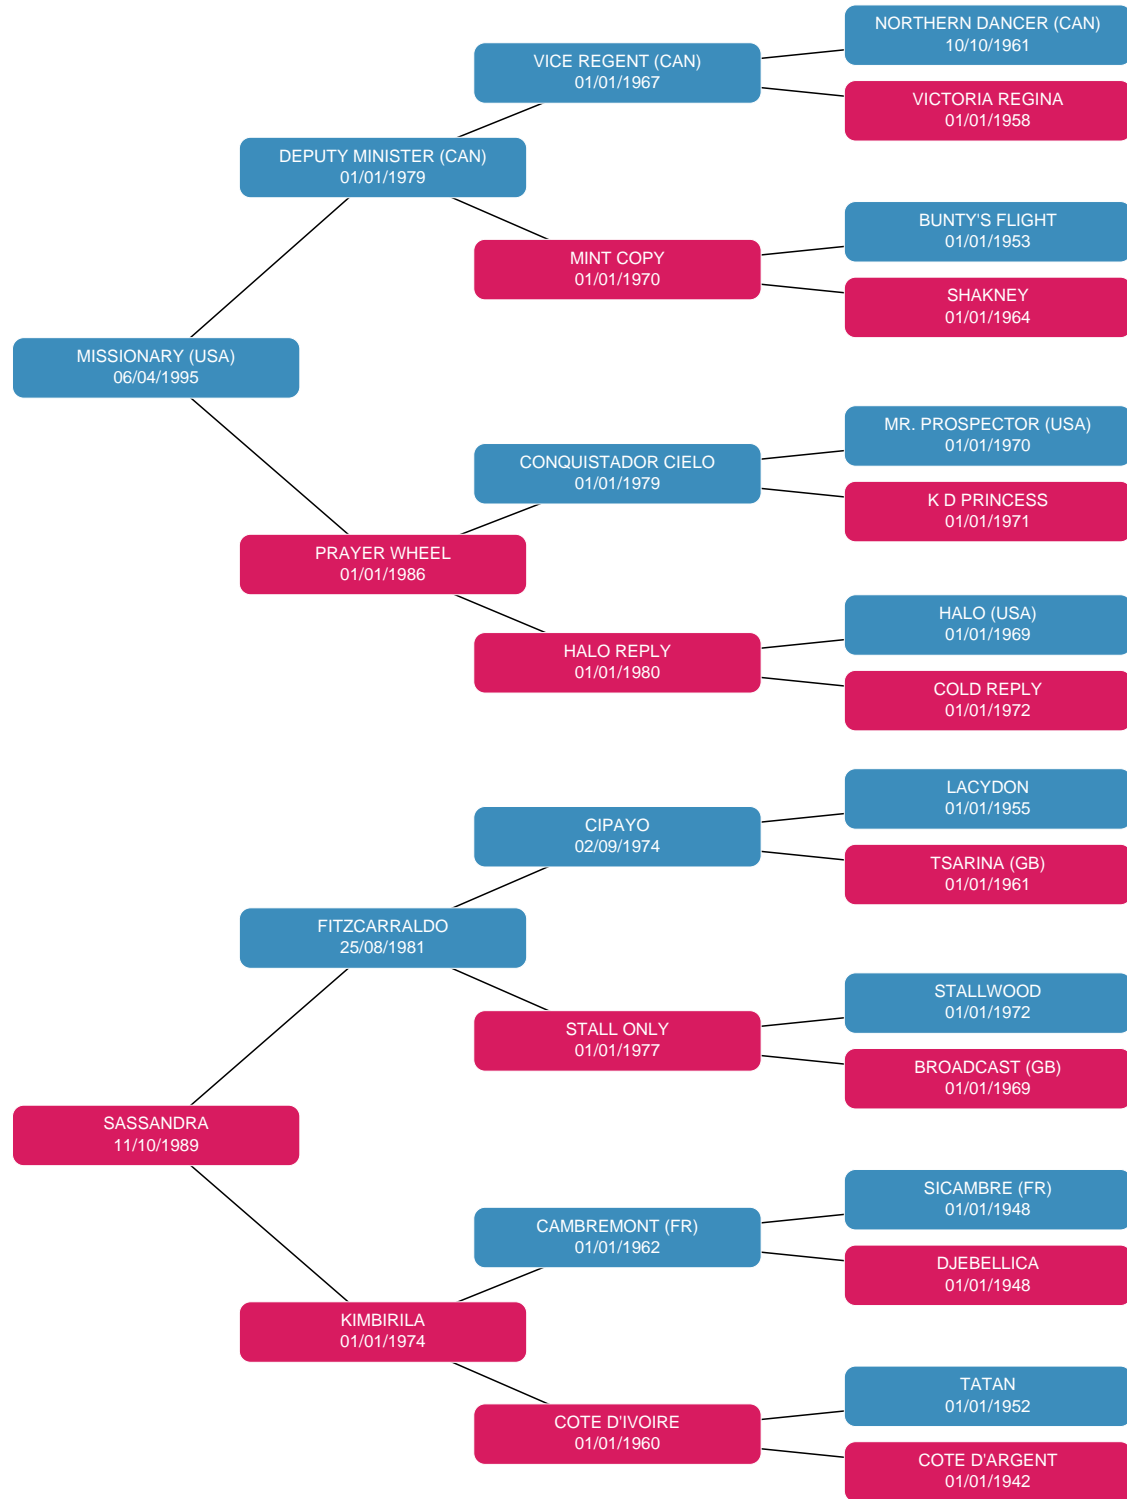 NORTHERN DANCER (CAN)
10/10/1961
VICE REGENT (CAN)
01/01/1967
VICTORIA REGINA
01/01/1958
DEPUTY MINISTER (CAN)
01/01/1979
BUNTY'S FLIGHT
01/01/1953
MINT COPY
01/01/1970
SHAKNEY
01/01/1964
MISSIONARY (USA)
06/04/1995
MR. PROSPECTOR (USA)
01/01/1970
CONQUISTADOR CIELO
01/01/1979
K D PRINCESS
01/01/1971
PRAYER WHEEL
01/01/1986
HALO (USA)
01/01/1969
HALO REPLY
01/01/1980
COLD REPLY
01/01/1972
LACYDON
01/01/1955
CIPAYO
02/09/1974
TSARINA (GB)
01/01/1961
FITZCARRALDO
25/08/1981
STALLWOOD
01/01/1972
STALL ONLY
01/01/1977
BROADCAST (GB)
01/01/1969
SASSANDRA
11/10/1989
SICAMBRE (FR)
01/01/1948
CAMBREMONT (FR)
01/01/1962
DJEBELLICA
01/01/1948
KIMBIRILA
01/01/1974
TATAN
01/01/1952
COTE D'IVOIRE
01/01/1960
COTE D'ARGENT
01/01/1942